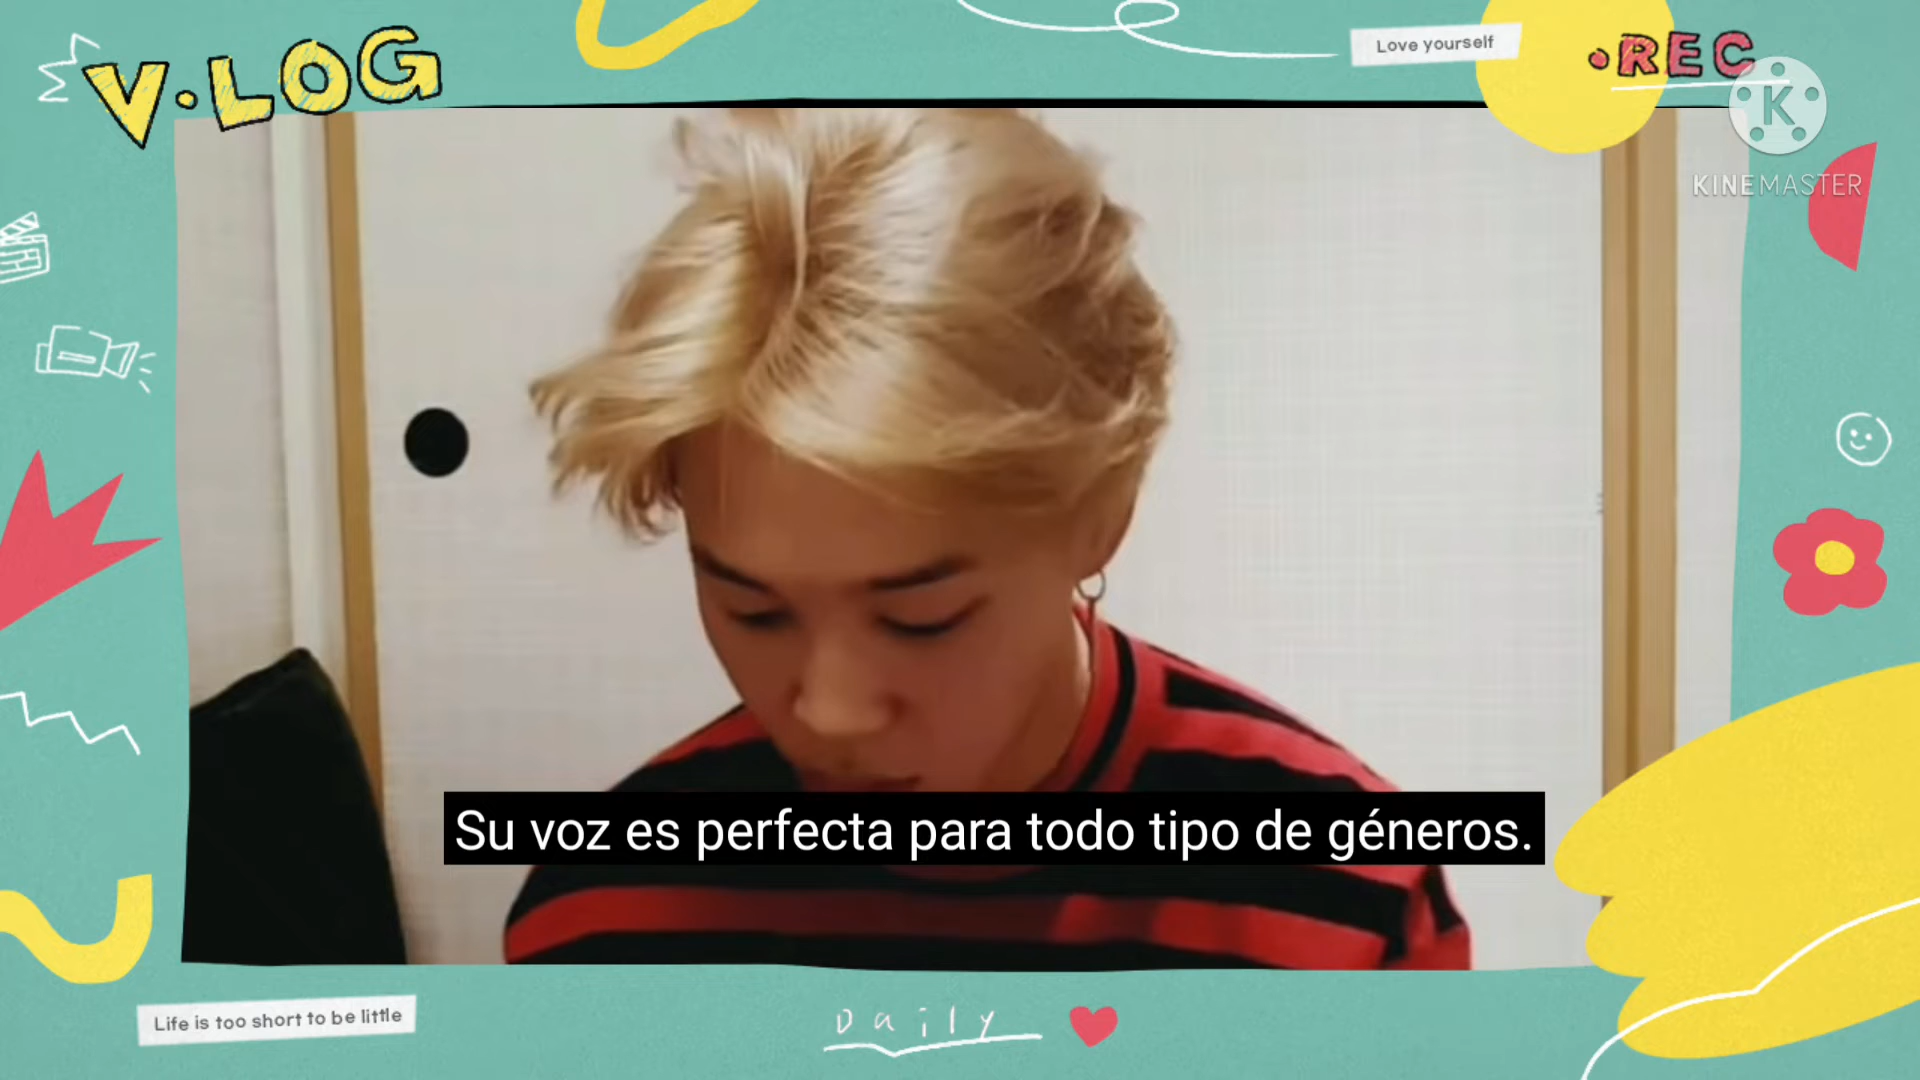 V·LOG
Love yourself
·REC
K
KINEMASTER
Su voz es perfecta para todo tipo de géneros.
Life is too short to be little
Daily